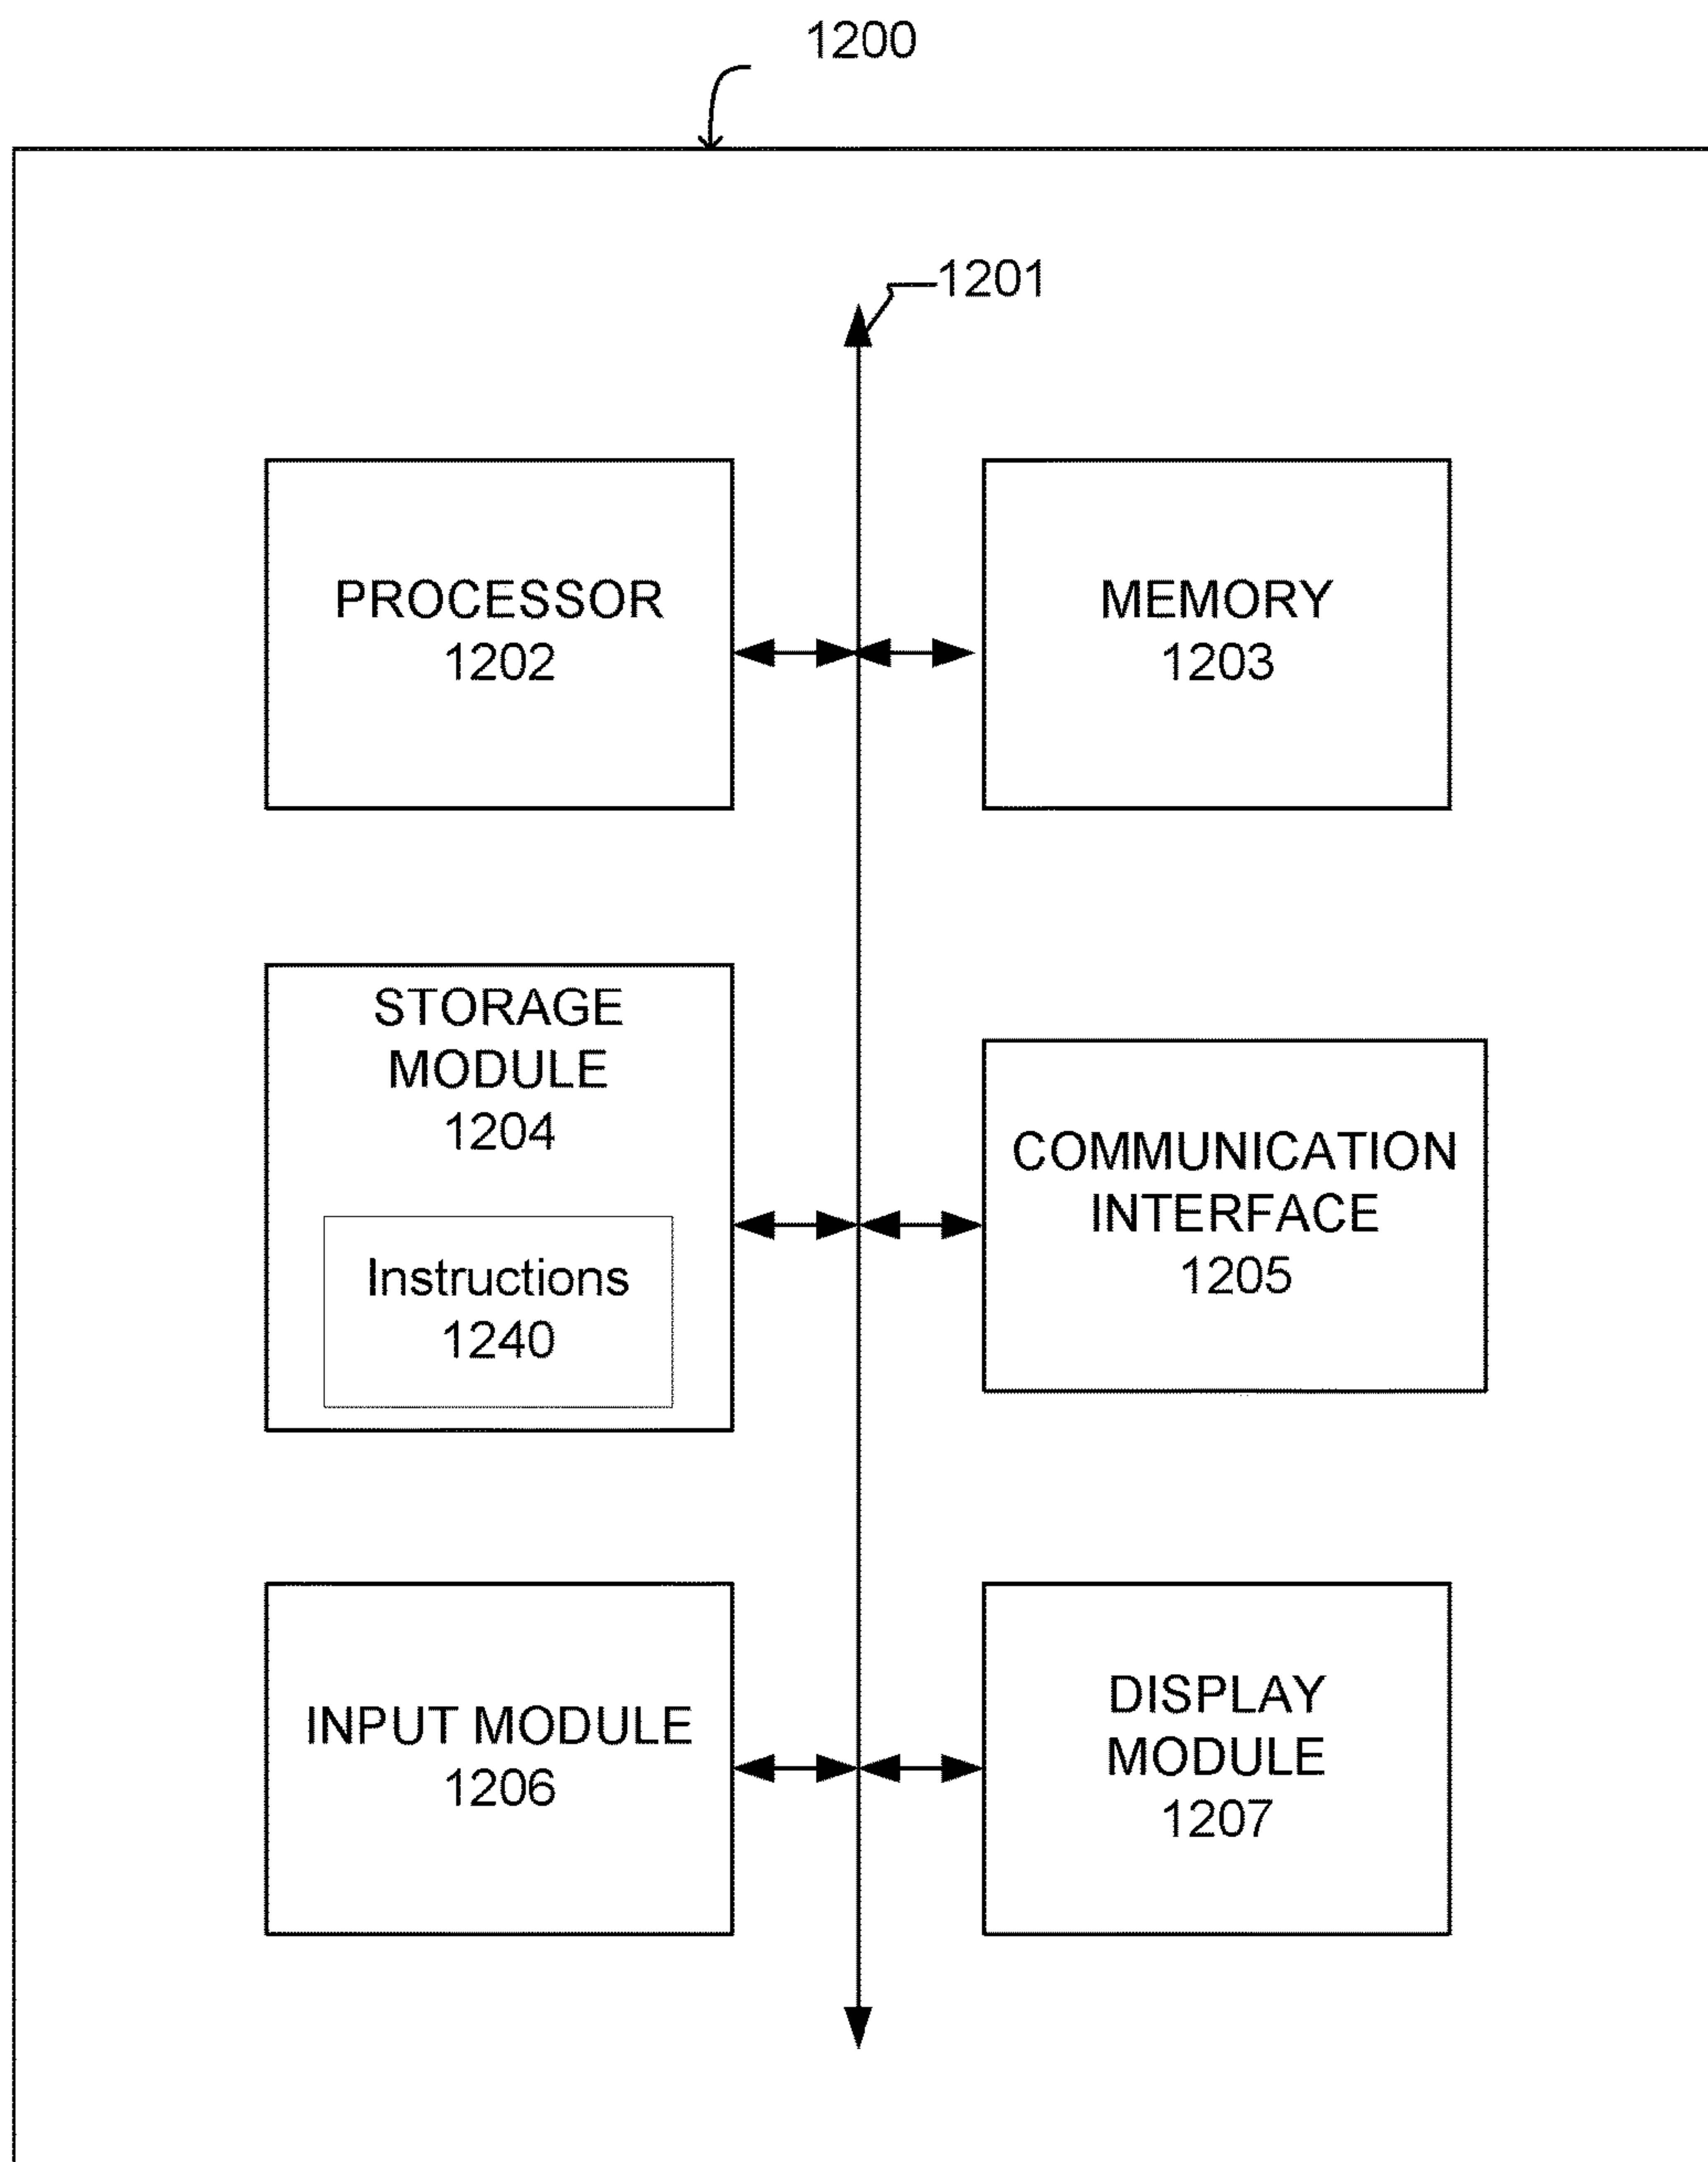 1200
1201
PROCESSOR
1202
MEMORY
1203
STORAGE
MODULE
1204
Instructions
1240
COMMUNICATION
INTERFACE
1205
INPUT MODULE
1206
DISPLAY
MODULE
1207